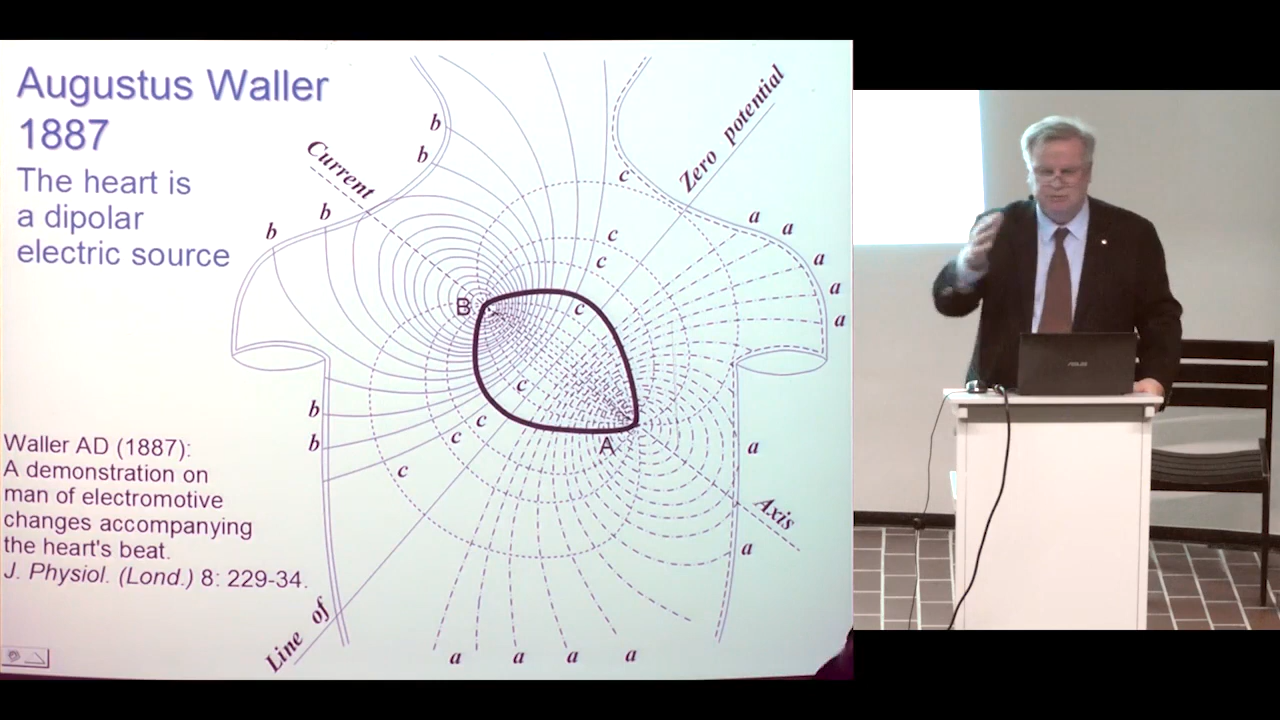 Augustus Waller
1887
The heart is
a dipolar
electric source
Waller AD (1887):
A demonstration on
man of electromotive
changes accompanying
the heart's beat.
J. Physiol. (Lond.) 8: 229-34.
Current
Axis
Line of
Zero potential
b
b
b
b
b
b
B
A
c
c
c
c
c
c
c
c
a
a
a
a
a
a
a
a
a
a
a
ASUS